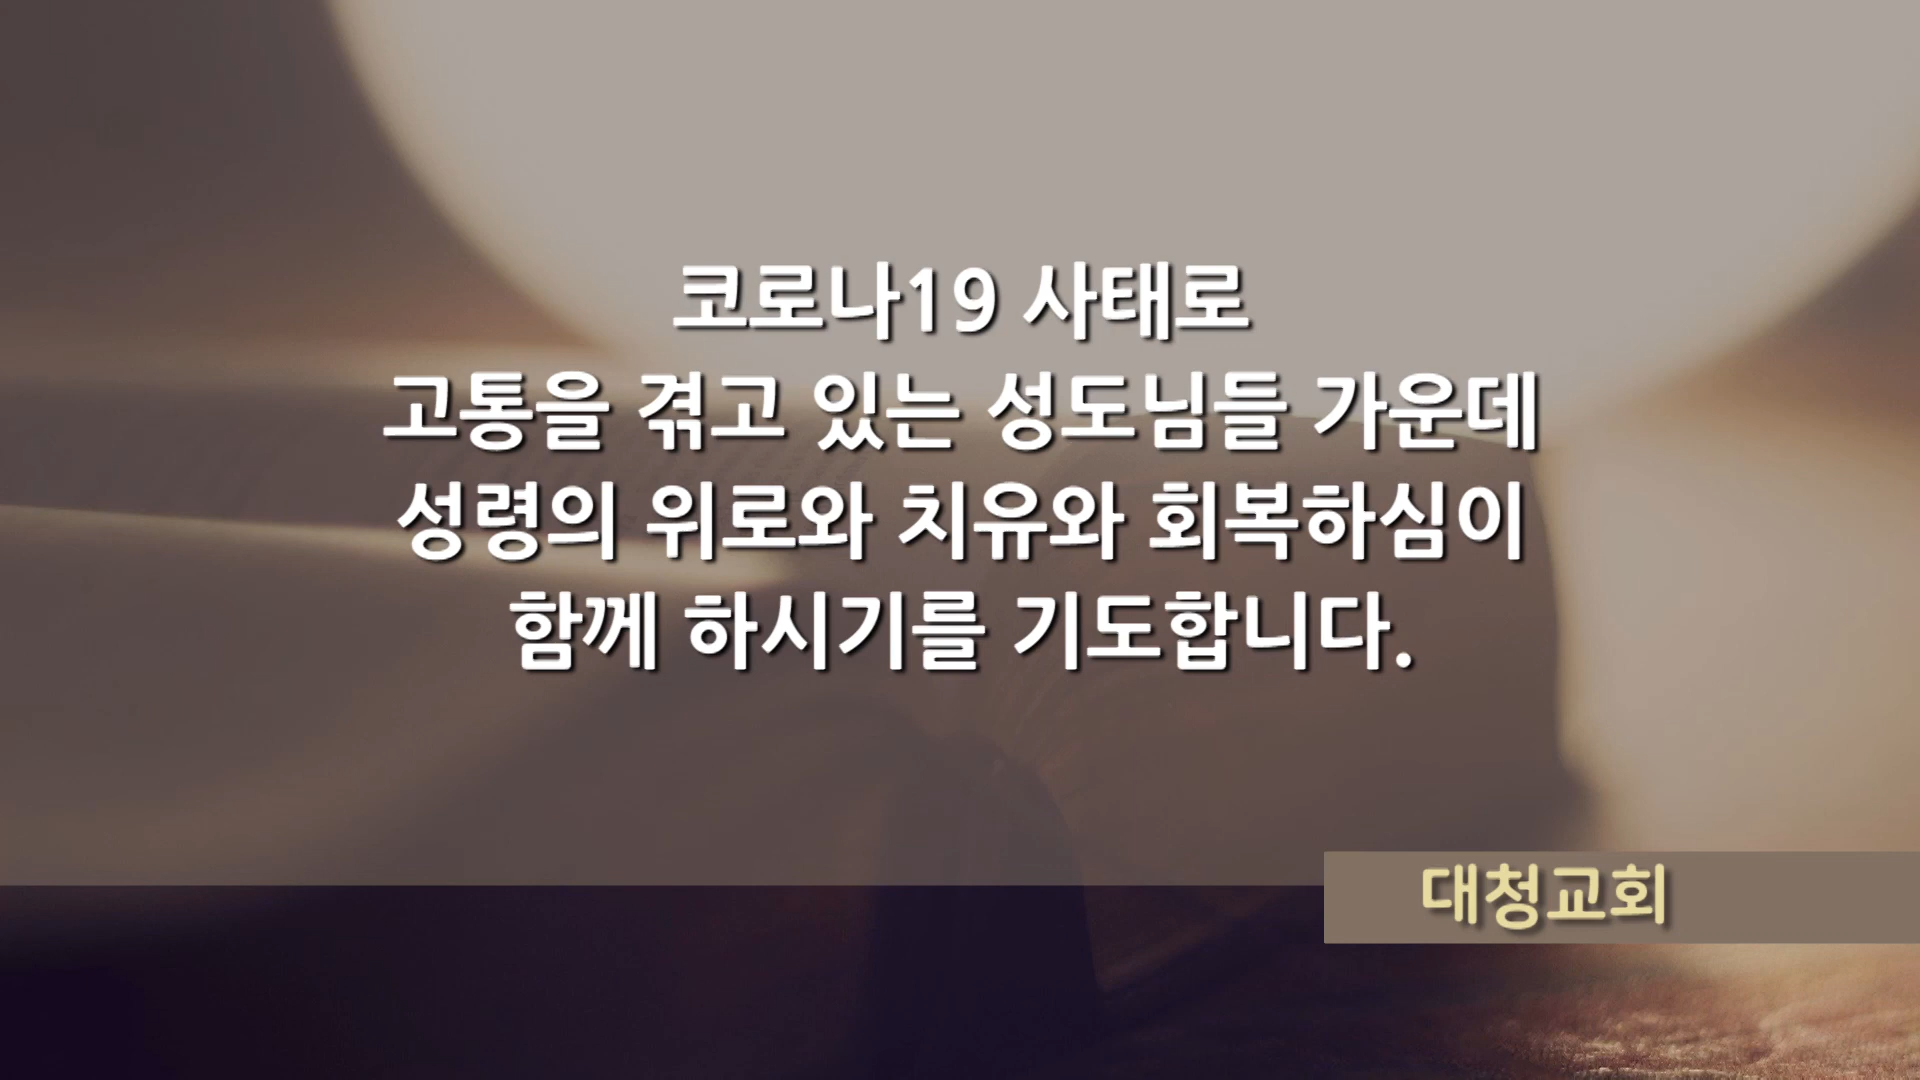 코로나19 사태로
고통을 겪고 있는 성도님들 가운데
성령의 위로와 치유와 회복하심이
함께 하시기를 기도합니다.
대청교회